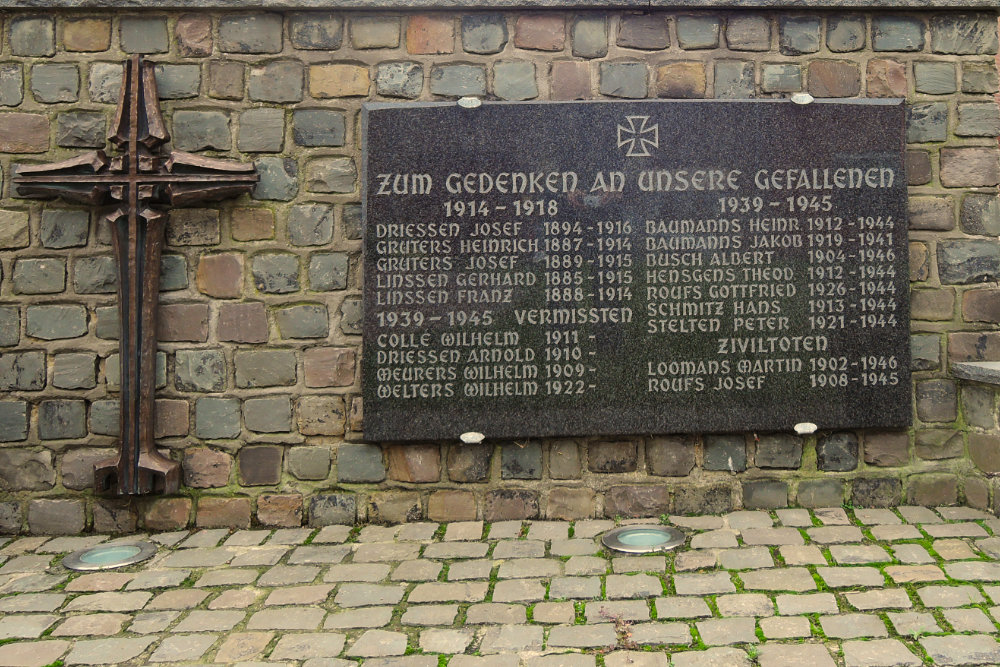 ZUM GEDENKEN AN UNSERE GEFALLENEN
1914 - 1918
DRIESSEN JOSEF 1894 - 1916
GRUTERS HEINRICH 1887 - 1914
GRUTERS JOSEF 1889 - 1915
LINSSEN GERHARD 1885 - 1915
LINSSEN FRANZ 1888 - 1914
1939 - 1945 VERMISSTEN
COLLE WILHELM 1911 -
DRIESSEN ARNOLD 1910 -
MEURERS WILHELM 1909 -
WELTERS WILHELM 1922 -
1939 - 1945
BAUMANNS HEINR. 1912 - 1944
BAUMANNS JAKOB 1919 - 1941
BUSCH ALBERT 1904 - 1946
HENSGENS THEOD. 1912 - 1944
ROUFS GOTTFRIED 1926 - 1944
SCHMITZ HANS 1913 - 1944
STELTEN PETER 1921 - 1944
ZIVILTOTEN
LOOMANS MARTIN 1902 - 1946
ROUFS JOSEF 1908 - 1945